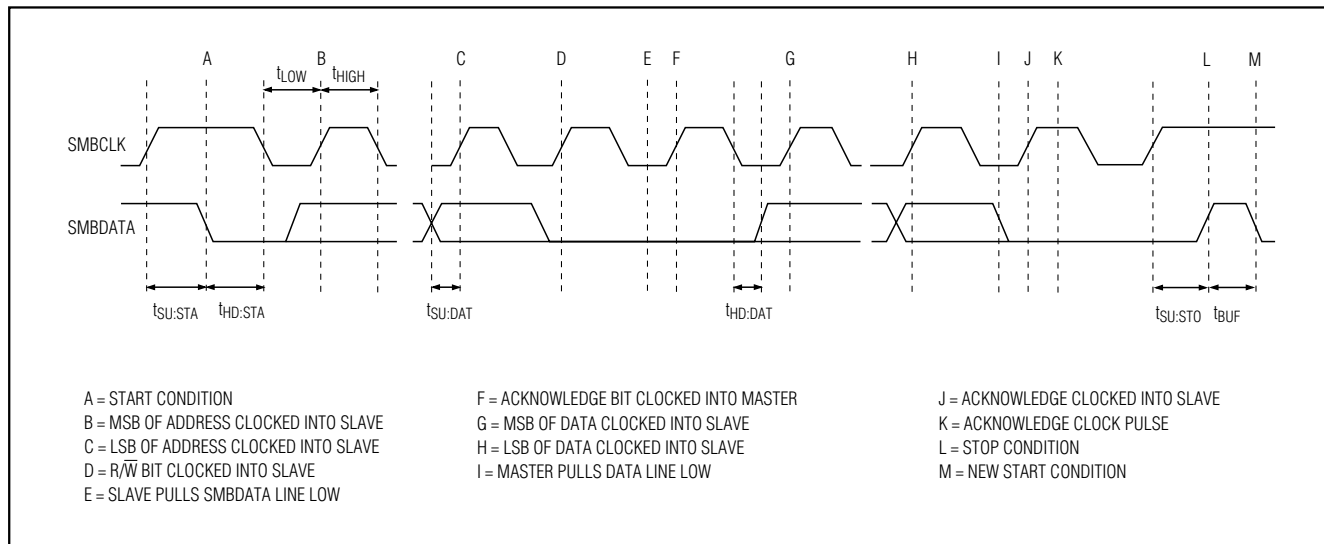 A B C D E F G H I J K L M
tLOW tHIGH
SMBCLK
SMBDATA
tSU:STA tHD:STA tSU:DAT tHD:DAT tSU:STO tBUF
A = START CONDITION
B = MSB OF ADDRESS CLOCKED INTO SLAVE
C = LSB OF ADDRESS CLOCKED INTO SLAVE
D = R/W̅ BIT CLOCKED INTO SLAVE
E = SLAVE PULLS SMBDATA LINE LOW
F = ACKNOWLEDGE BIT CLOCKED INTO MASTER
G = MSB OF DATA CLOCKED INTO SLAVE
H = LSB OF DATA CLOCKED INTO SLAVE
I = MASTER PULLS DATA LINE LOW
J = ACKNOWLEDGE CLOCKED INTO SLAVE
K = ACKNOWLEDGE CLOCK PULSE
L = STOP CONDITION
M = NEW START CONDITION